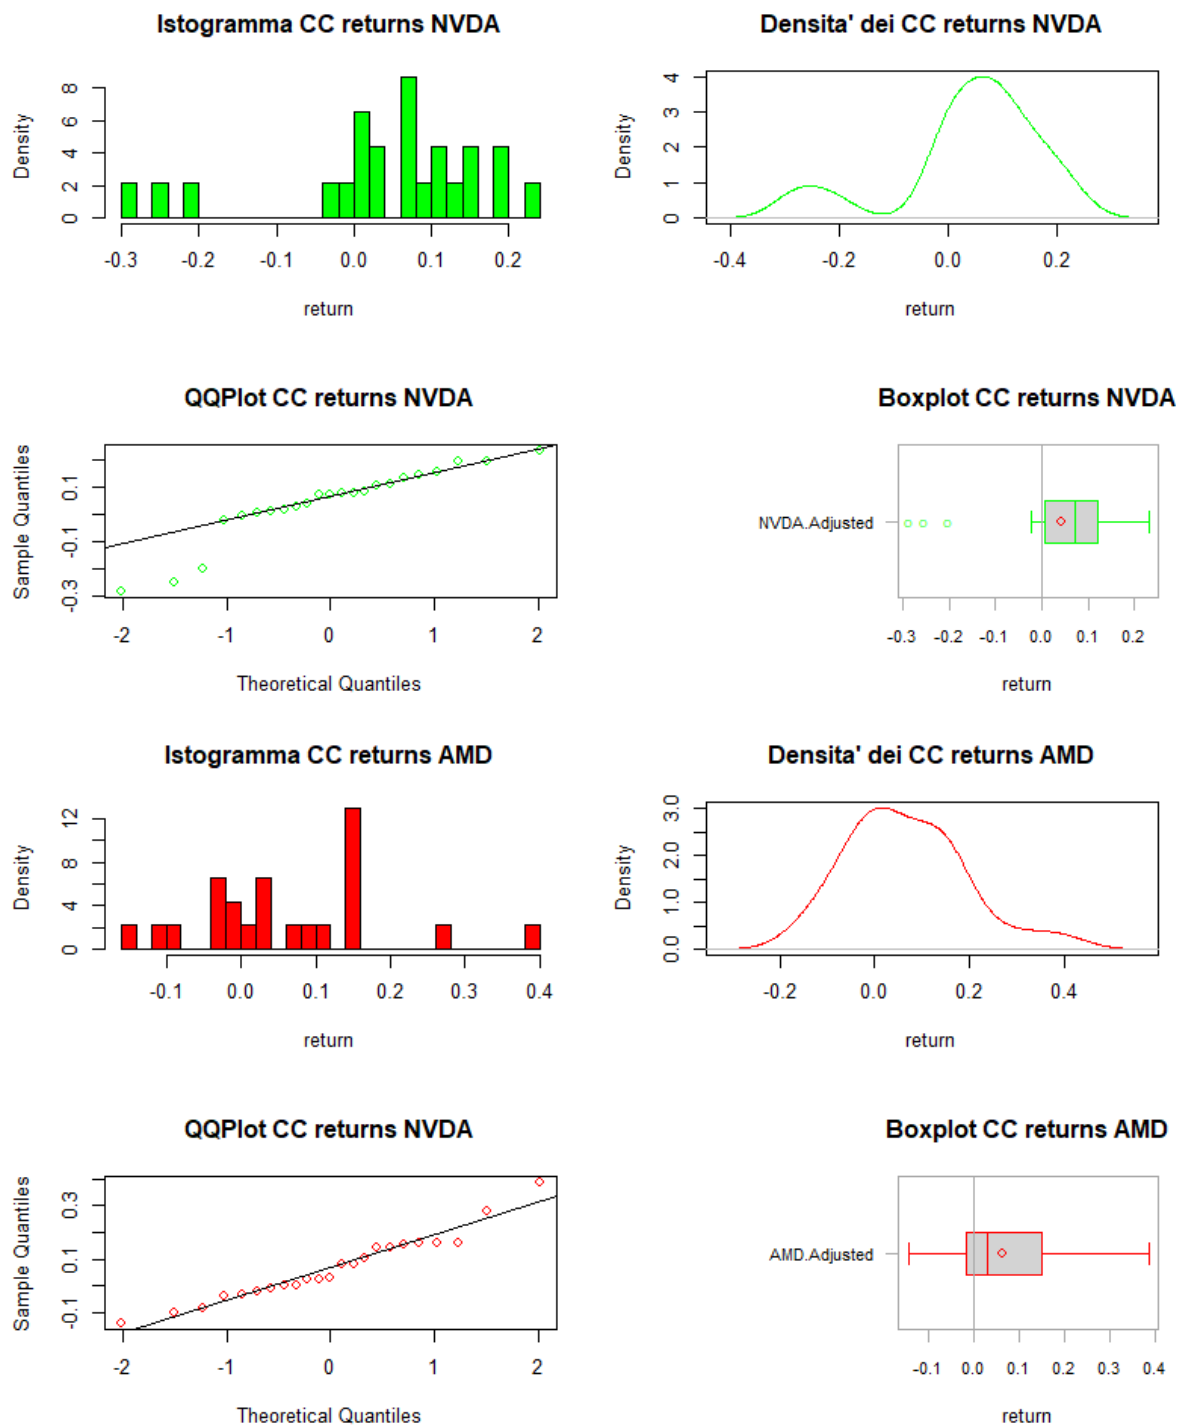 Istogramma CC returns NVDA
Density
0 2 4 6 8
-0.3 -0.2 -0.1 0.0 0.1 0.2
return
Densita' dei CC returns NVDA
Density
0 1 2 3 4
-0.4 -0.2 0.0 0.2
return
QQPlot CC returns NVDA
Sample Quantiles
-0.3 -0.1 0.1
-2 -1 0 1 2
Theoretical Quantiles
Boxplot CC returns NVDA
NVDA.Adjusted
-0.3 -0.2 -0.1 0.0 0.1 0.2
return
Istogramma CC returns AMD
Density
0 4 8 12
-0.1 0.0 0.1 0.2 0.3 0.4
return
Densita' dei CC returns AMD
Density
0.0 1.0 2.0 3.0
-0.2 0.0 0.2 0.4
return
QQPlot CC returns NVDA
Sample Quantiles
-0.1 0.1 0.3
-2 -1 0 1 2
Theoretical Quantiles
Boxplot CC returns AMD
AMD.Adjusted
-0.1 0.0 0.1 0.2 0.3 0.4
return